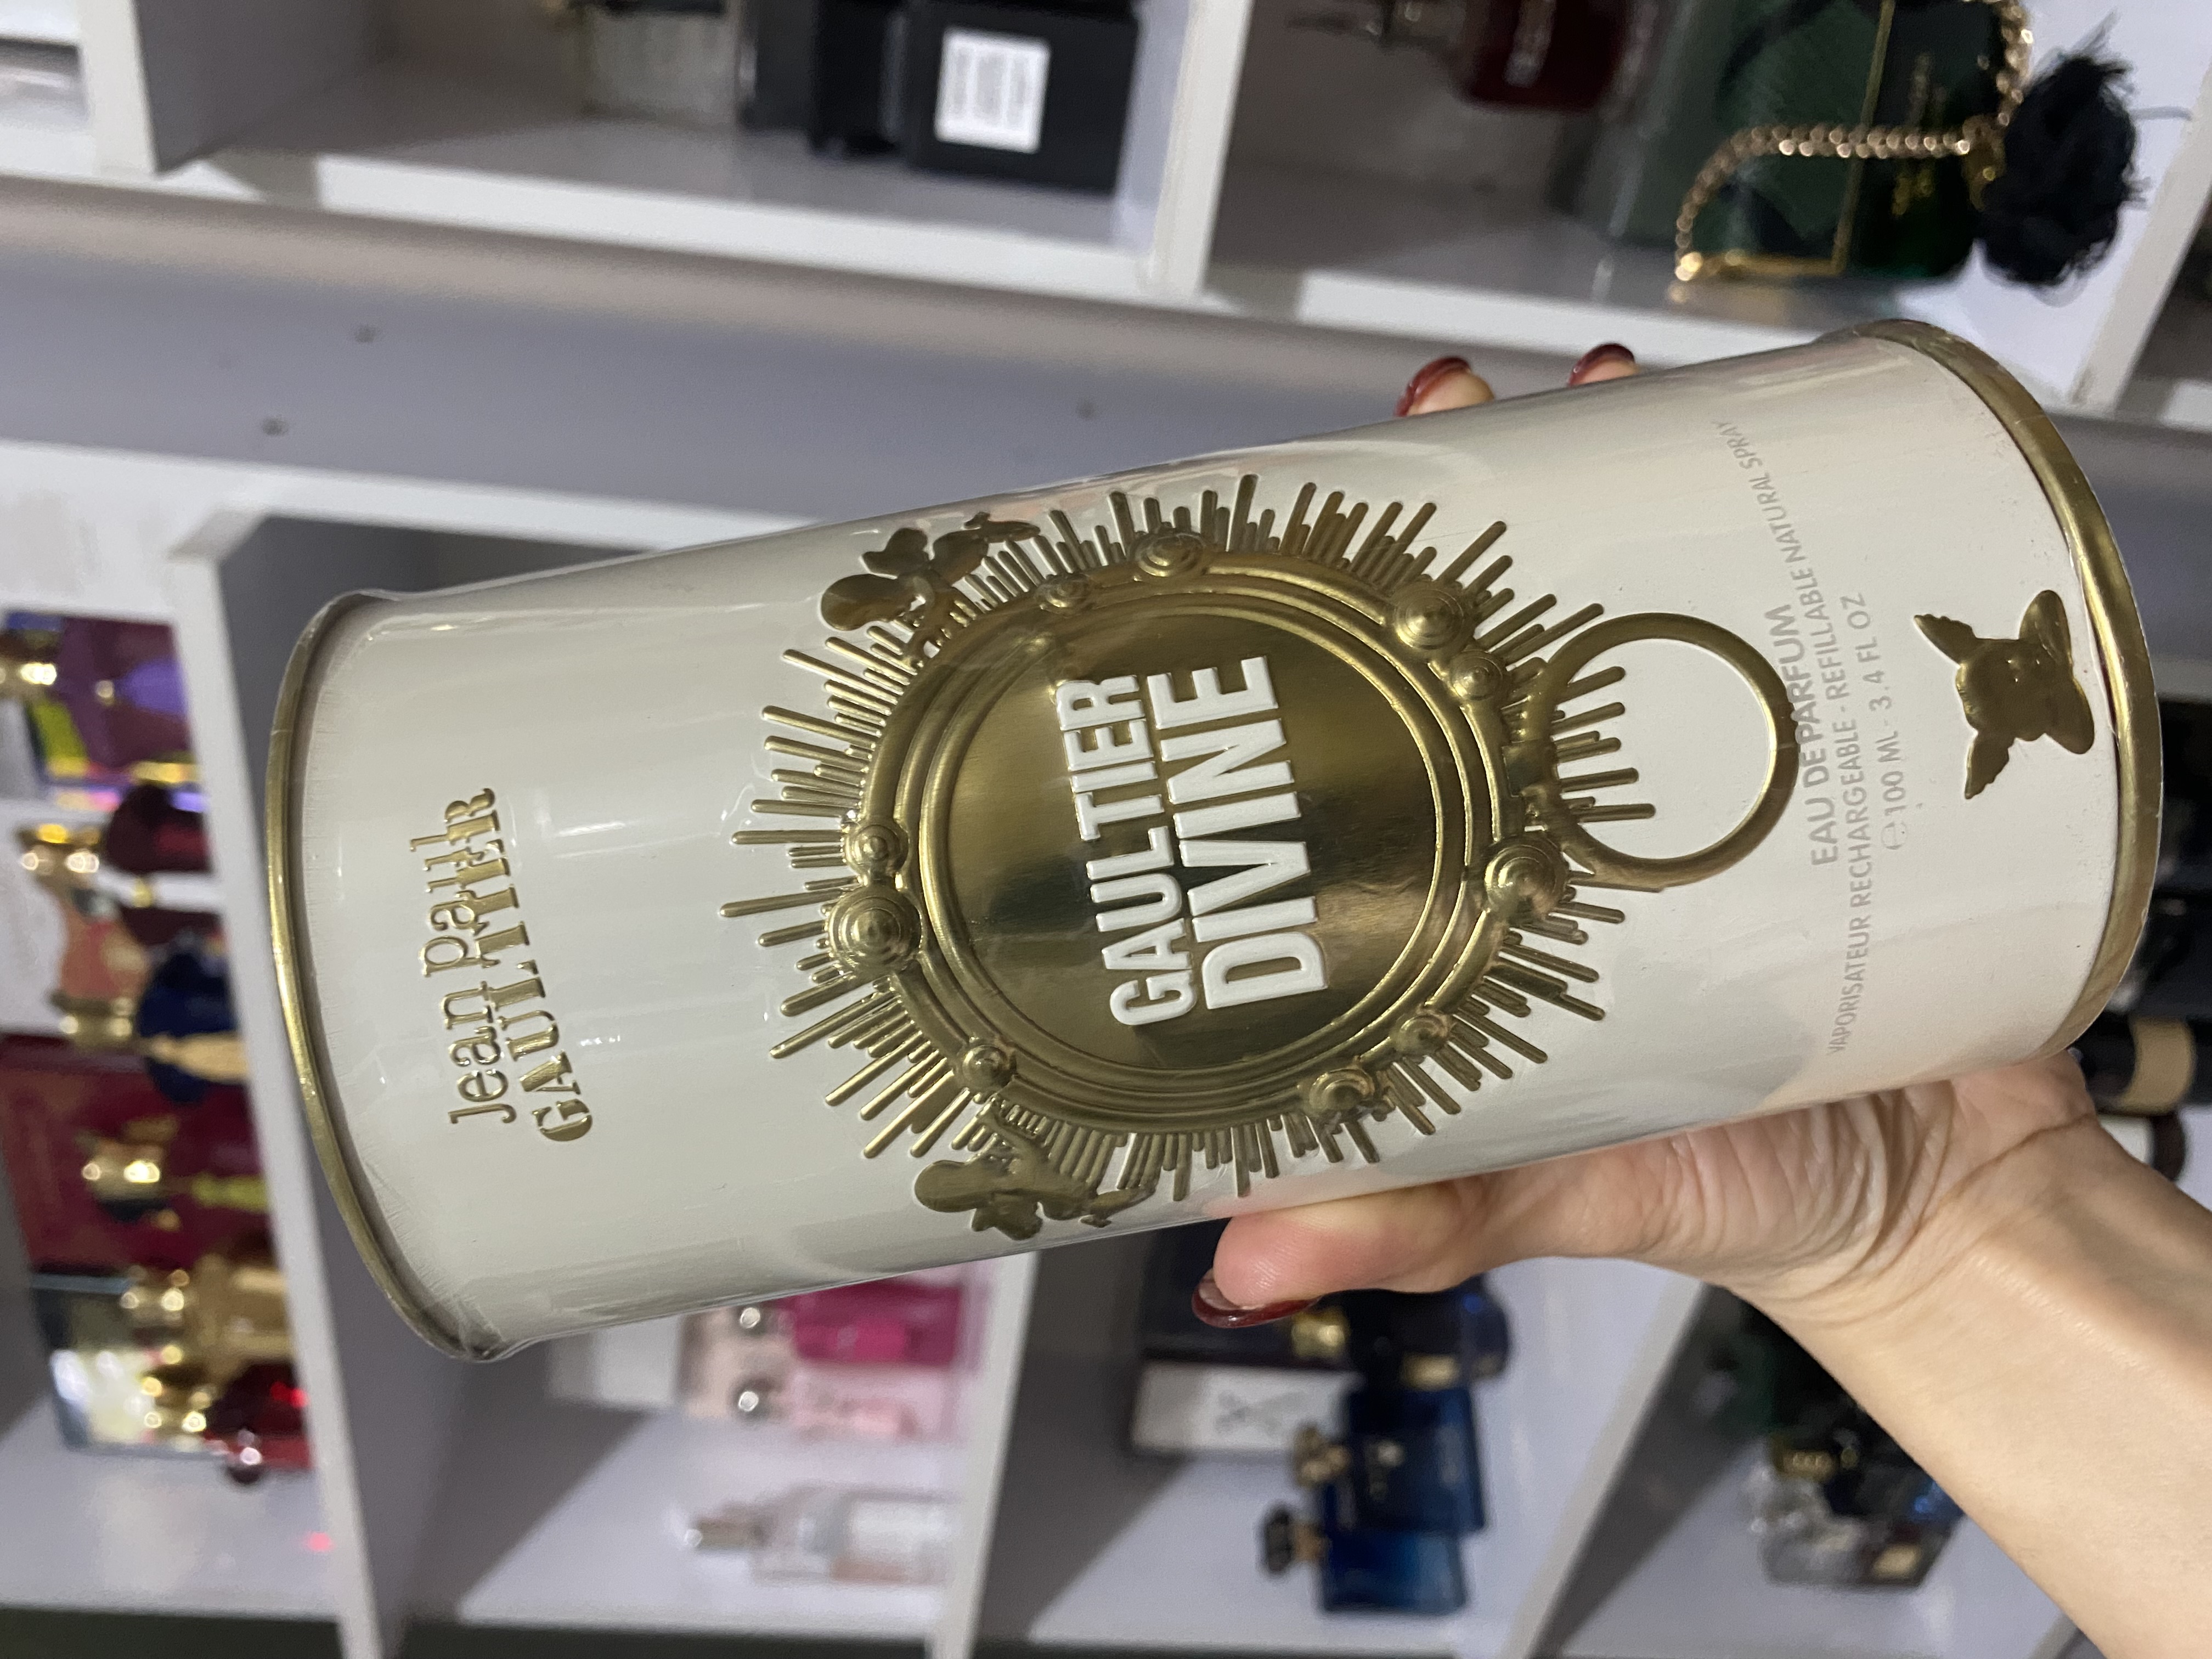 Jean Paul
GAULTIER
GAULTIER
DIVINE
EAU DE PARFUM
VAPORISATEUR RECHARGEABLE - REFILLABLE NATURAL SPRAY
℮ 100 ML - 3.4 FL OZ